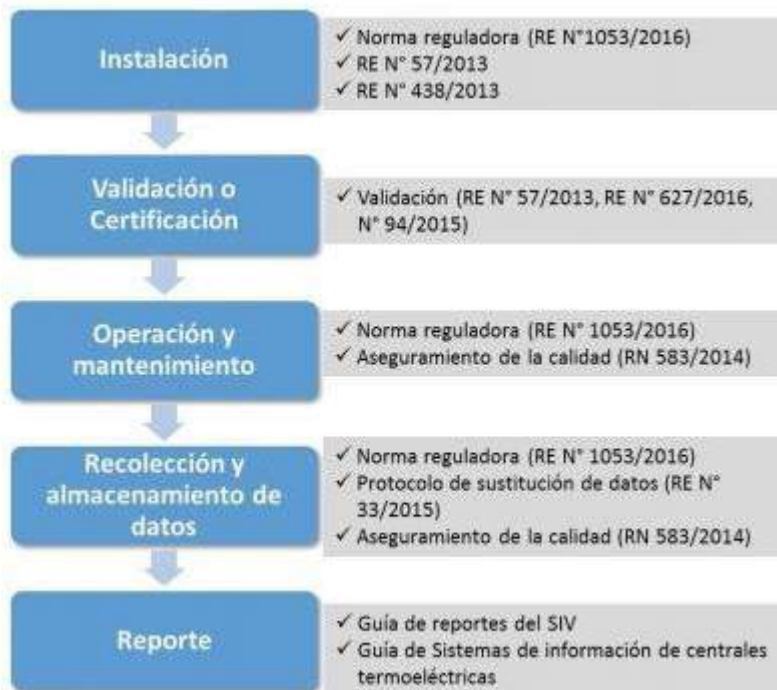 Instalación
✓ Norma reguladora (RE N°1053/2016)
✓ RE N° 57/2013
✓ RE N° 438/2013
Validación o
Certificación
✓ Validación (RE N° 57/2013, RE N° 627/2016,
N° 94/2015)
Operación y
mantenimiento
✓ Norma reguladora (RE N° 1053/2016)
✓ Aseguramiento de la calidad (RN 583/2014)
Recolección y
almacenamiento de
datos
✓ Norma reguladora (RE N° 1053/2016)
✓ Protocolo de sustitución de datos (RE N°
33/2015)
✓ Aseguramiento de la calidad (RN 583/2014)
Reporte
✓ Guía de reportes del SIV
✓ Guía de Sistemas de información de centrales
termoeléctricas